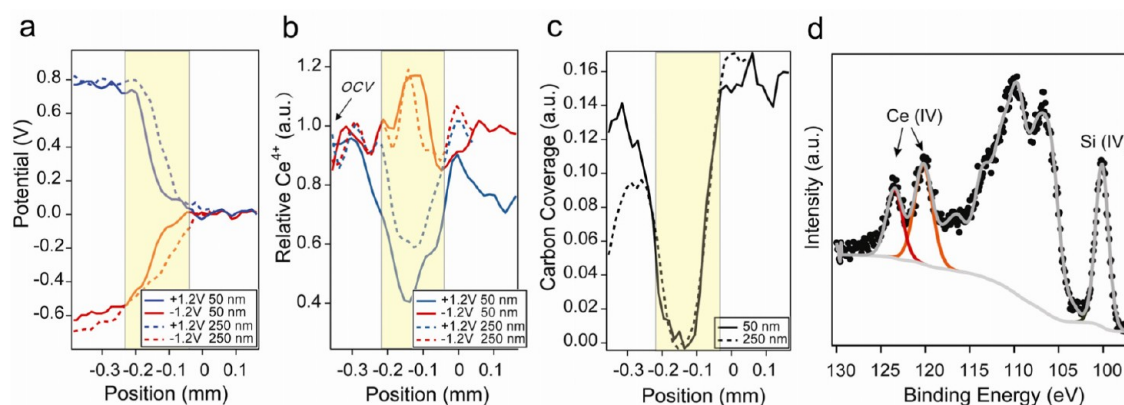 a
0.8
0.6
0.4
0.2
0.0
-0.2
-0.4
-0.6
Potential (V)
-0.3 -0.2 -0.1 0
Position (mm)
+1.2V 50 nm
-1.2V 50 nm
+1.2V 250 nm
-1.2V 250 nm
b
OCV
1.2
1.0
0.8
0.6
0.4
Relative Ce4+ (a.u.)
-0.3 -0.2 -0.1 0 0.1
Position (mm)
+1.2V 50 nm
-1.2V 50 nm
+1.2V 250 nm
-1.2V 250 nm
c
0.16
0.14
0.12
0.10
0.08
0.06
0.04
0.02
0.00
Carbon Coverage (a.u.)
-0.3 -0.2 -0.1 0 0.1
Position (mm)
50 nm
250 nm
d
Ce (IV)
Si (IV
Intensity (a.u.)
130 125 120 115 110 105 100
Binding Energy (eV)